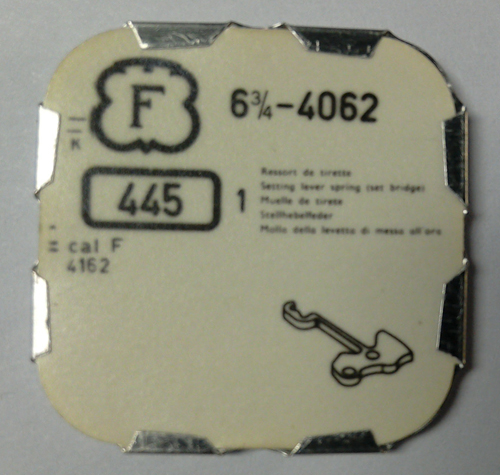 F
6¾-4062
K
445
1
Ressort de tirette
Setting lever spring (set bridge)
Muelle de tirete
Stellhebelfeder
Molla della levetta di messa all'ora
= cal F
4162